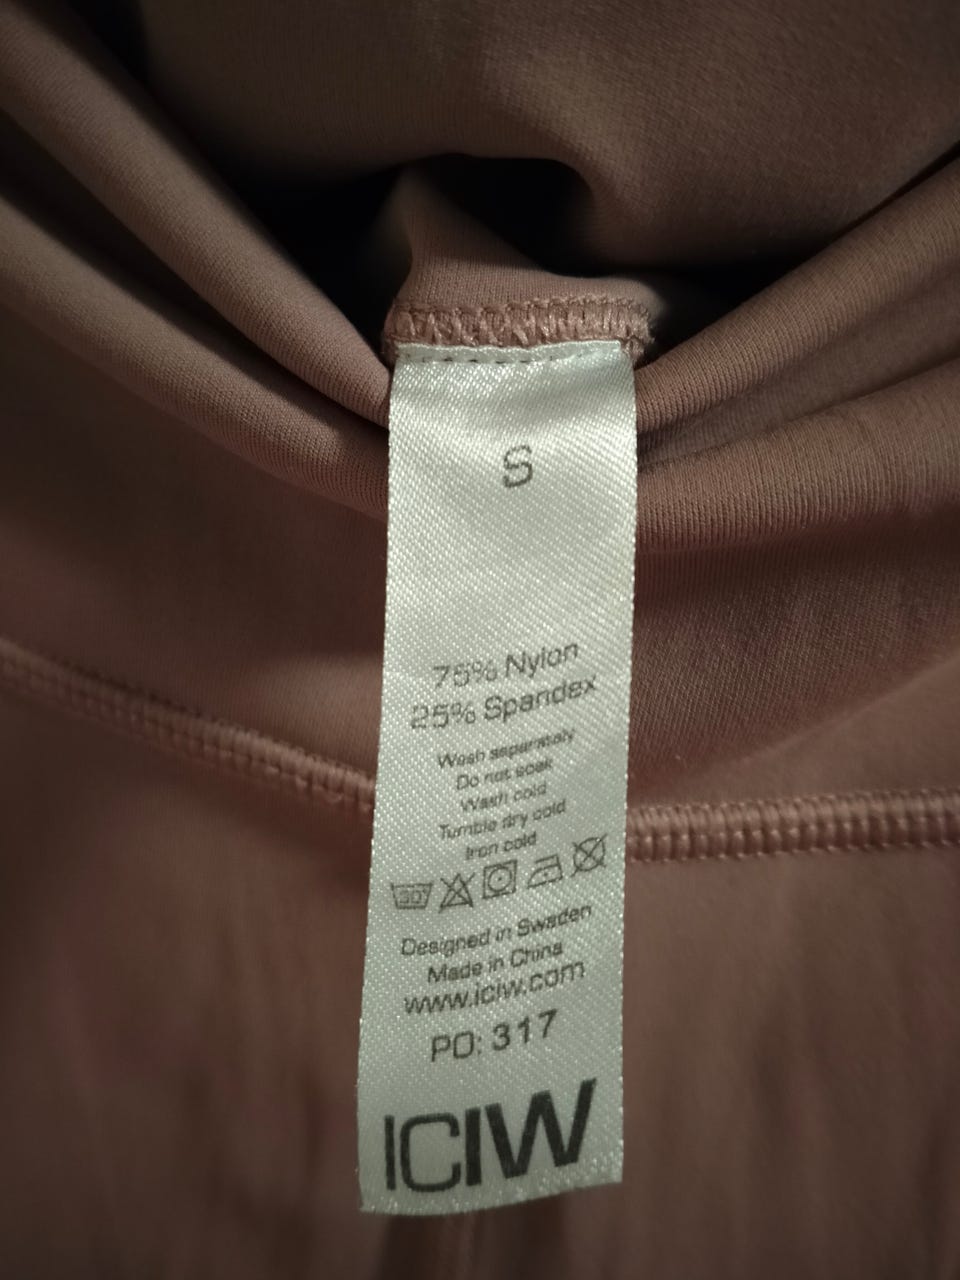 S
75% Nylon
25% Spandex
Wash separately
Do not soak
Wash cold
Tumble dry cold
Iron cold
30°
Designed in Sweden
Made in China
www.iciw.com
PO: 317
ICIW